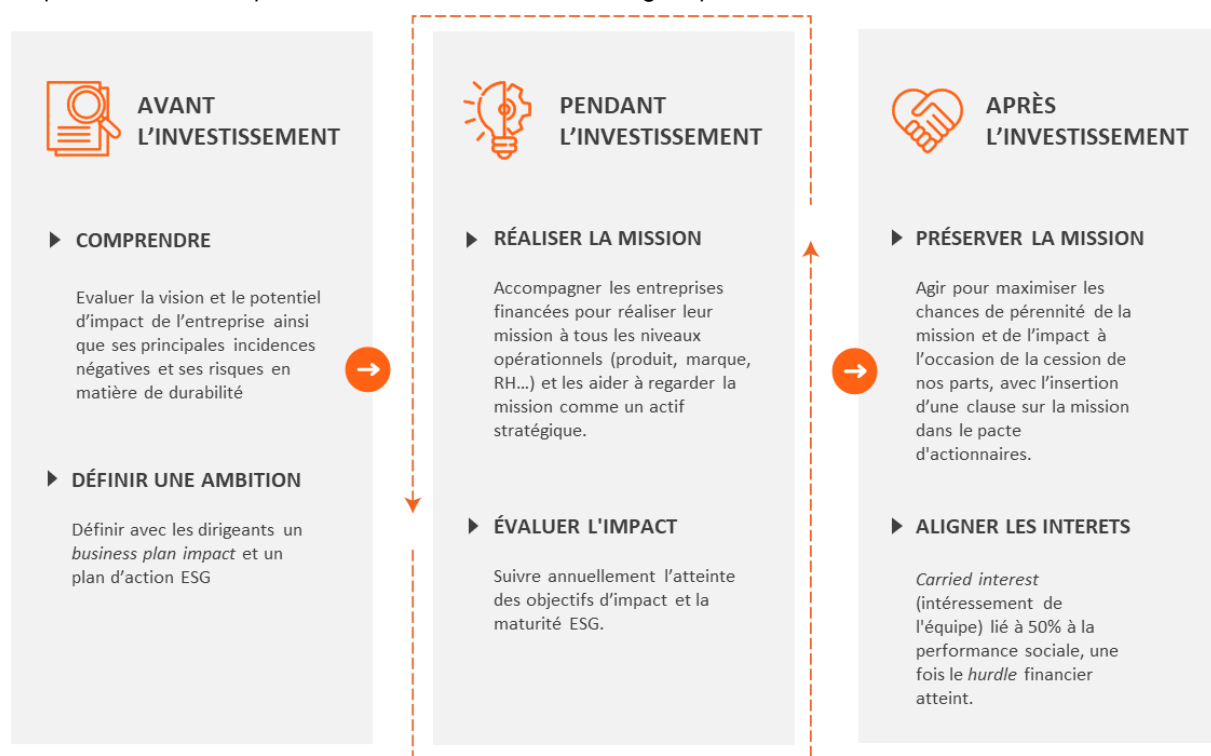 AVANT
L’INVESTISSEMENT
COMPRENDRE
Evaluer la vision et le potentiel
d’impact de l’entreprise ainsi
que ses principales incidences
négatives et ses risques en
matière de durabilité
DÉFINIR UNE AMBITION
Définir avec les dirigeants un
business plan impact et un
plan d’action ESG
PENDANT
L’INVESTISSEMENT
RÉALISER LA MISSION
Accompagner les entreprises
financées pour réaliser leur
mission à tous les niveaux
opérationnels (produit, marque,
RH…) et les aider à regarder la
mission comme un actif
stratégique.
ÉVALUER L'IMPACT
Suivre annuellement l’atteinte
des objectifs d’impact et la
maturité ESG.
APRÈS
L’INVESTISSEMENT
PRÉSERVER LA MISSION
Agir pour maximiser les
chances de pérennité de la
mission et de l’impact à
l’occasion de la cession de
nos parts, avec l’insertion
d’une clause sur la mission
dans le pacte
d'actionnaires.
ALIGNER LES INTERETS
Carried interest
(intéressement de
l'équipe) lié à 50% à la
performance sociale, une
fois le hurdle financier
atteint.